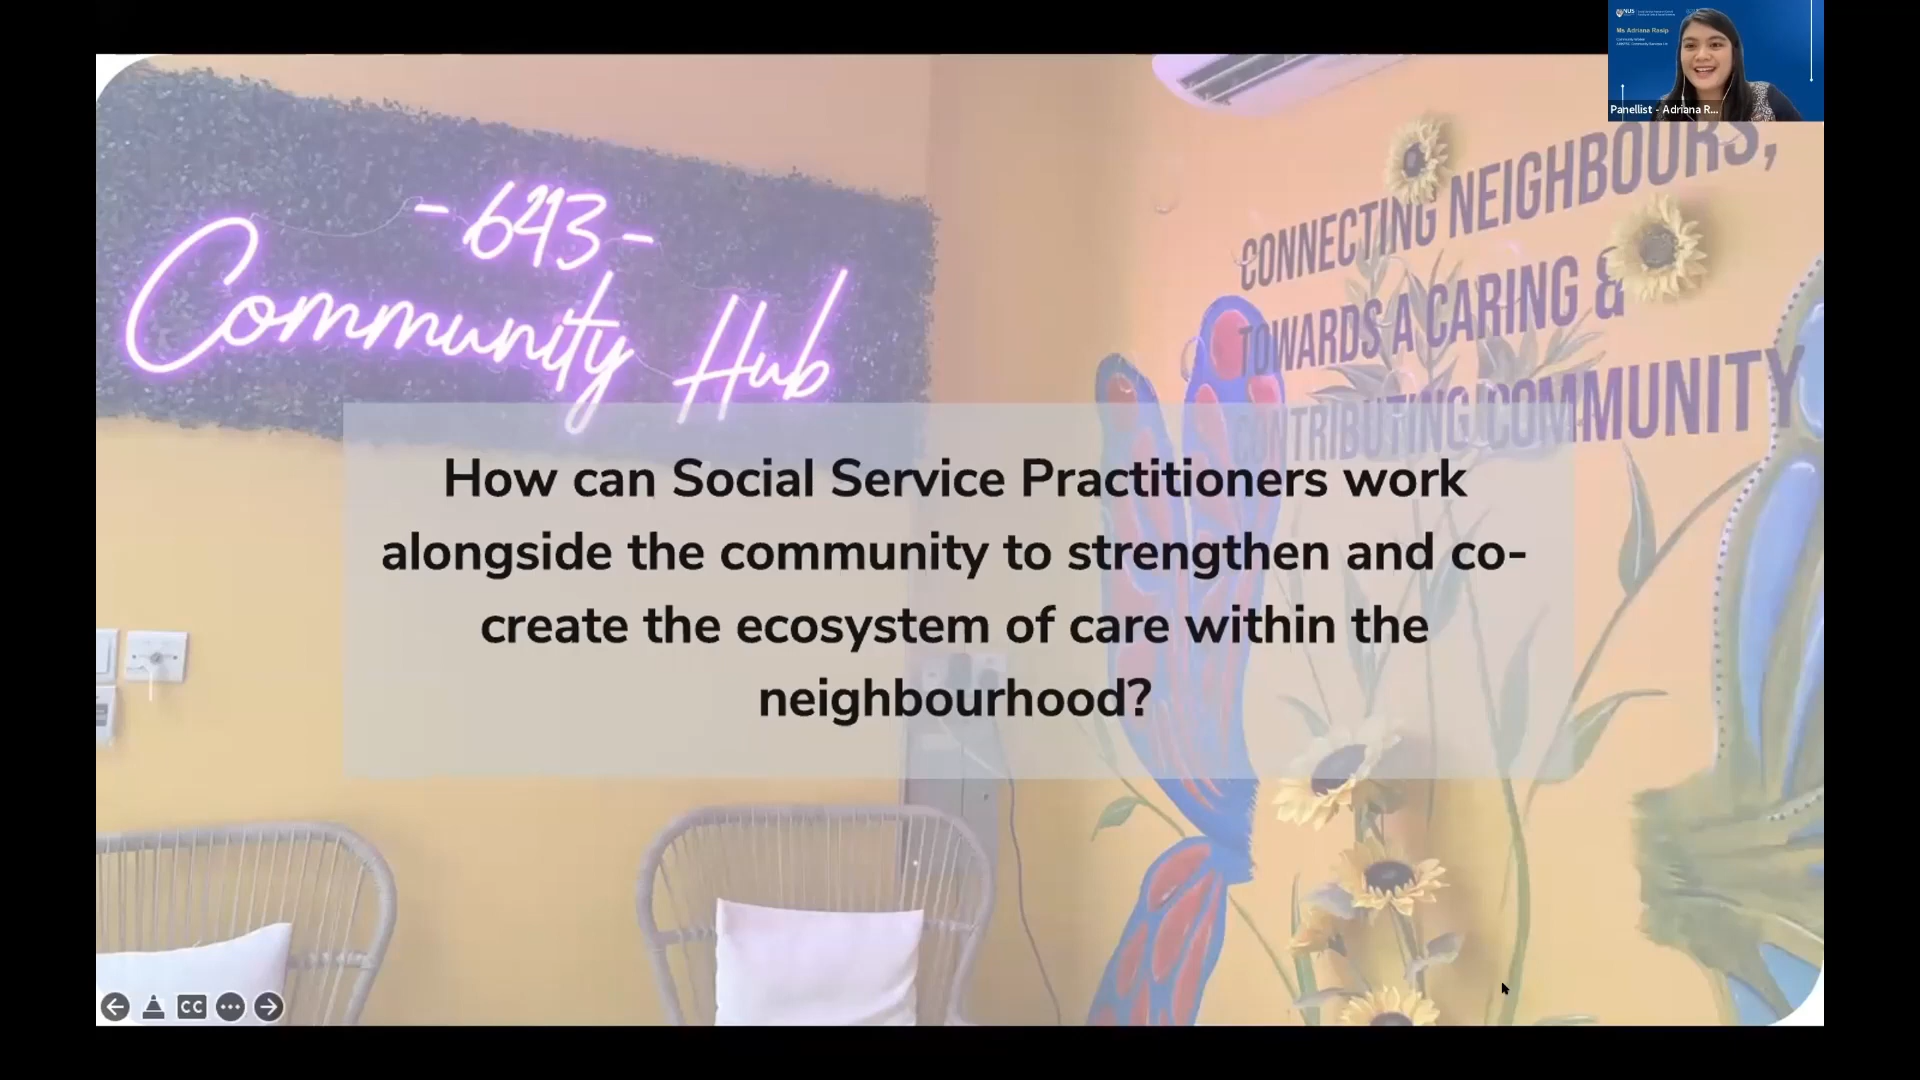 NUS
Ms Adriana Rasip
Panellist - Adriana R...
- 643 -
Community Hub
CONNECTING NEIGHBOURS,
TOWARDS A CARING &
CONTRIBUTING COMMUNITY
How can Social Service Practitioners work
alongside the community to strengthen and co-
create the ecosystem of care within the
neighbourhood?
CC